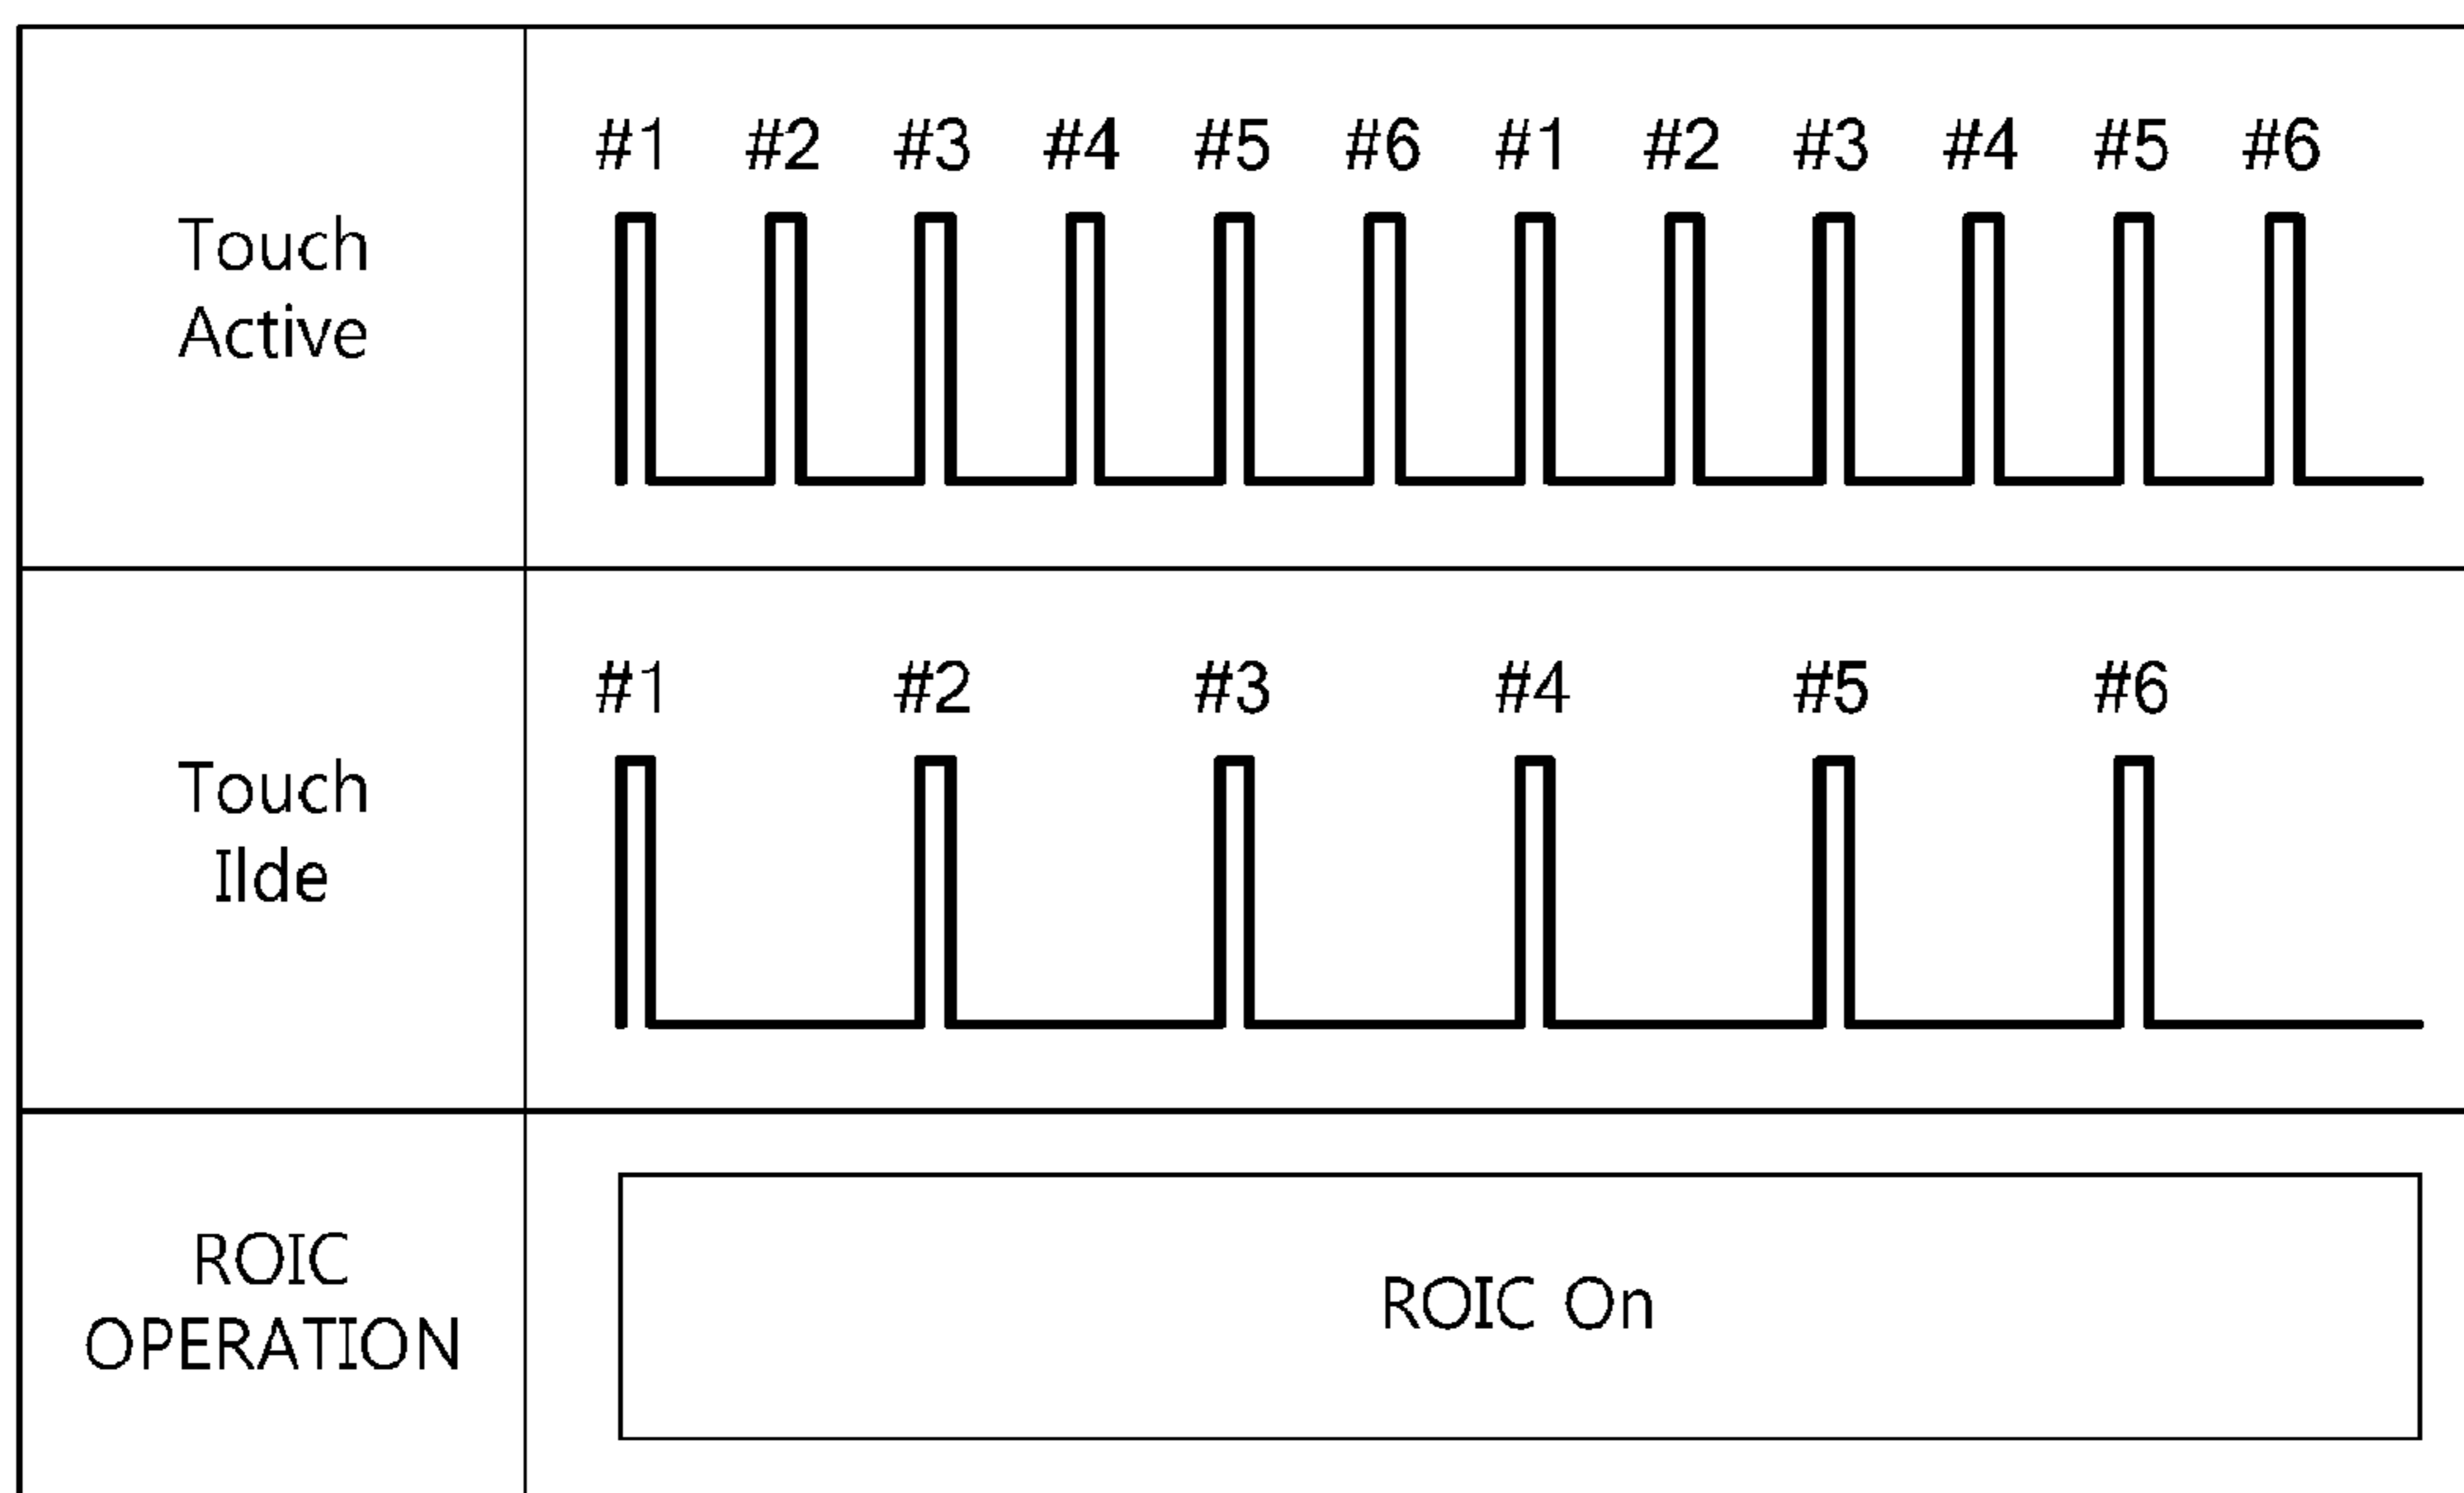 #1 #2 #3 #4 #5 #6 #1 #2 #3 #4 #5 #6
Touch
Active
#1 #2 #3 #4 #5 #6
Touch
Ilde
ROIC
OPERATION
ROIC On